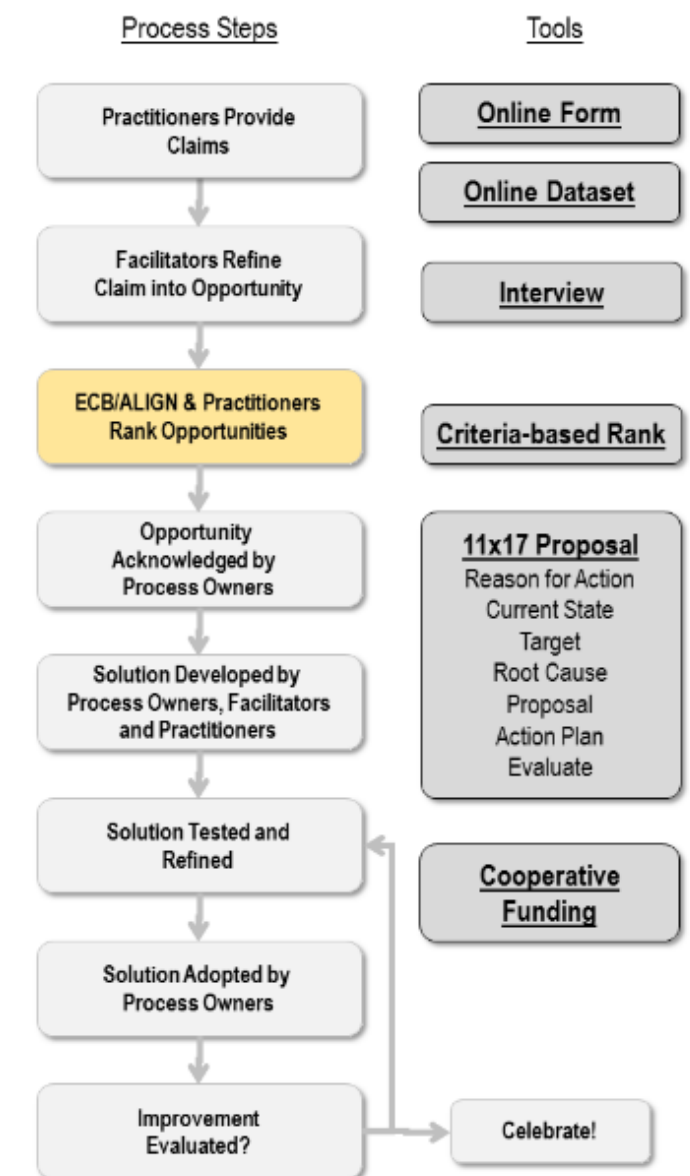 Process Steps
Tools
Practitioners Provide
Claims
Online Form
Online Dataset
Facilitators Refine
Claim into Opportunity
Interview
ECB/ALIGN & Practitioners
Rank Opportunities
Criteria-based Rank
Opportunity
Acknowledged by
Process Owners
11x17 Proposal
Reason for Action
Current State
Target
Root Cause
Proposal
Action Plan
Evaluate
Solution Developed by
Process Owners, Facilitators
and Practitioners
Solution Tested and
Refined
Cooperative
Funding
Solution Adopted by
Process Owners
Improvement
Evaluated?
Celebrate!